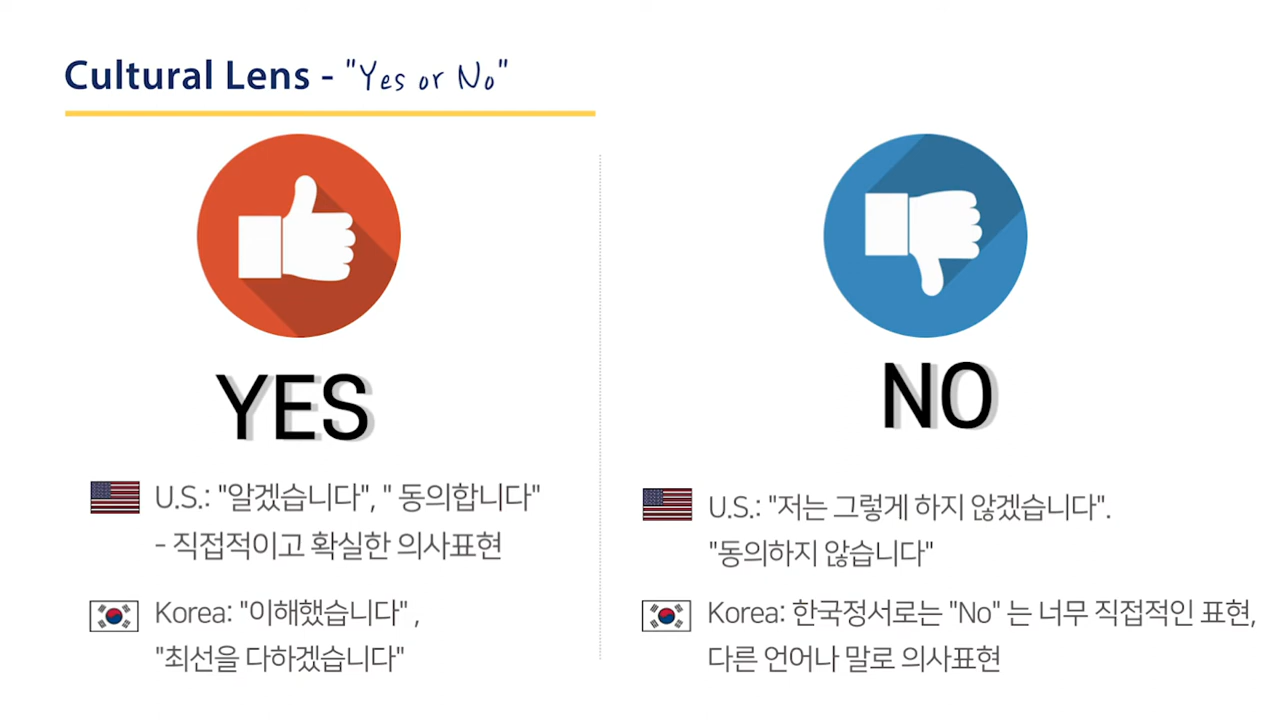 Cultural Lens - "Yes or No"
YES
U.S.: "알겠습니다", " 동의합니다"
- 직접적이고 확실한 의사표현
Korea: "이해했습니다" ,
"최선을 다하겠습니다"
NO
U.S.: "저는 그렇게 하지 않겠습니다".
"동의하지 않습니다"
Korea: 한국정서로는 "No" 는 너무 직접적인 표현,
다른 언어나 말로 의사표현